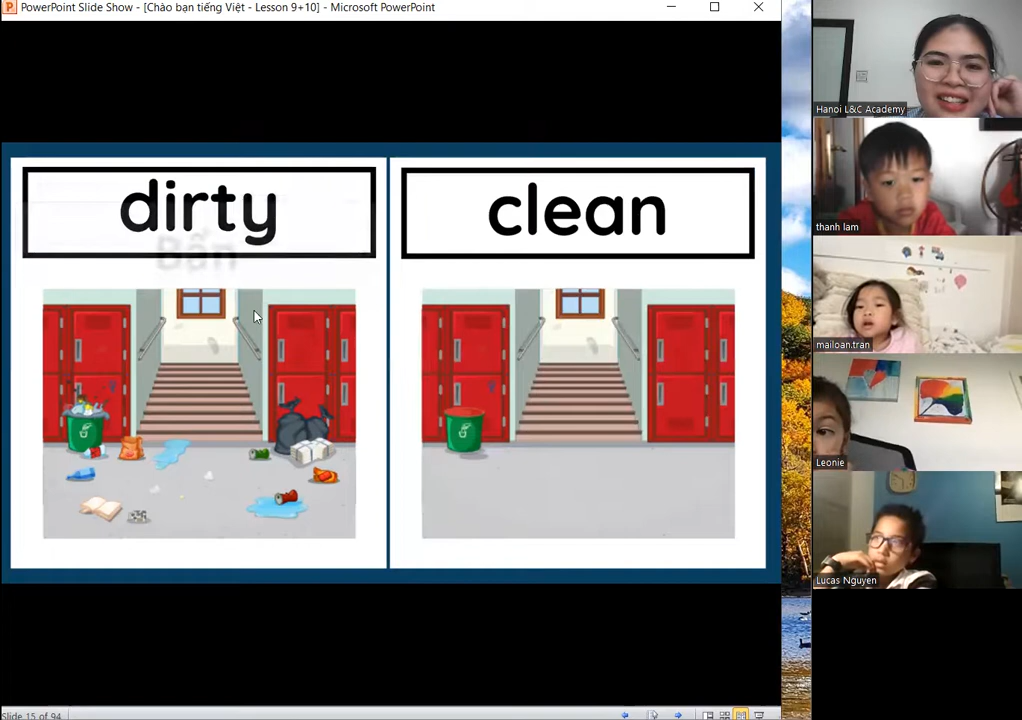 PowerPoint Slide Show - [Chào bạn tiếng Việt - Lesson 9+10] - Microsoft PowerPoint
dirty
Bẩn
clean
Hanoi L&C Academy
thanh lam
mailoan.tran
Leonie
Lucas Nguyen
Slide 15 of 94